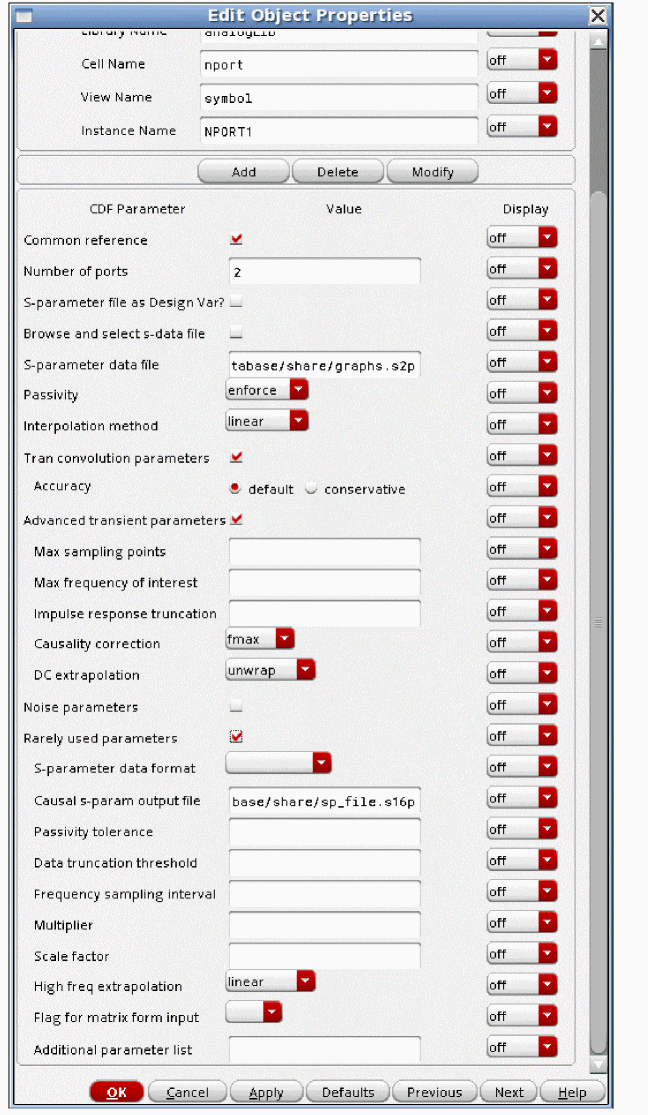 Edit Object Properties
Library Name analogLib
Cell Name nport off
View Name symbol off
Instance Name NPORT1 off
Add Delete Modify
CDF Parameter Value Display
Common reference off
Number of ports 2 off
S-parameter file as Design Var? off
Browse and select s-data file off
S-parameter data file tabase/share/graphs.s2p off
Passivity enforce off
Interpolation method linear off
Tran convolution parameters off
Accuracy default conservative off
Advanced transient parameters off
Max sampling points off
Max frequency of interest off
Impulse response truncation off
Causality correction fmax off
DC extrapolation unwrap off
Noise parameters off
Rarely used parameters off
S-parameter data format off
Causal s-param output file base/share/sp_file.s16p off
Passivity tolerance off
Data truncation threshold off
Frequency sampling interval off
Multiplier off
Scale factor off
High freq extrapolation linear off
Flag for matrix form input off
Additional parameter list off
OK Cancel Apply Defaults Previous Next Help